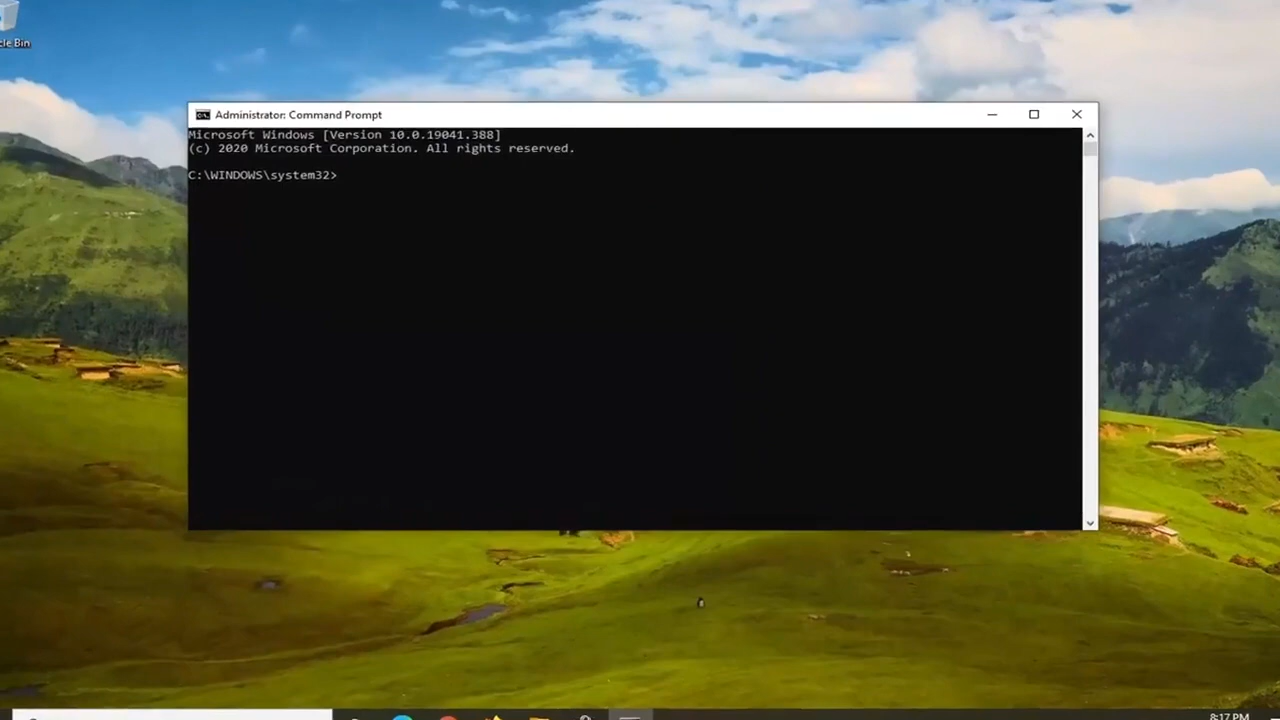 cle Bin
Administrator: Command Prompt
Microsoft Windows [Version 10.0.19041.388]
(c) 2020 Microsoft Corporation. All rights reserved.
C:\WINDOWS\system32>
8:17 PM